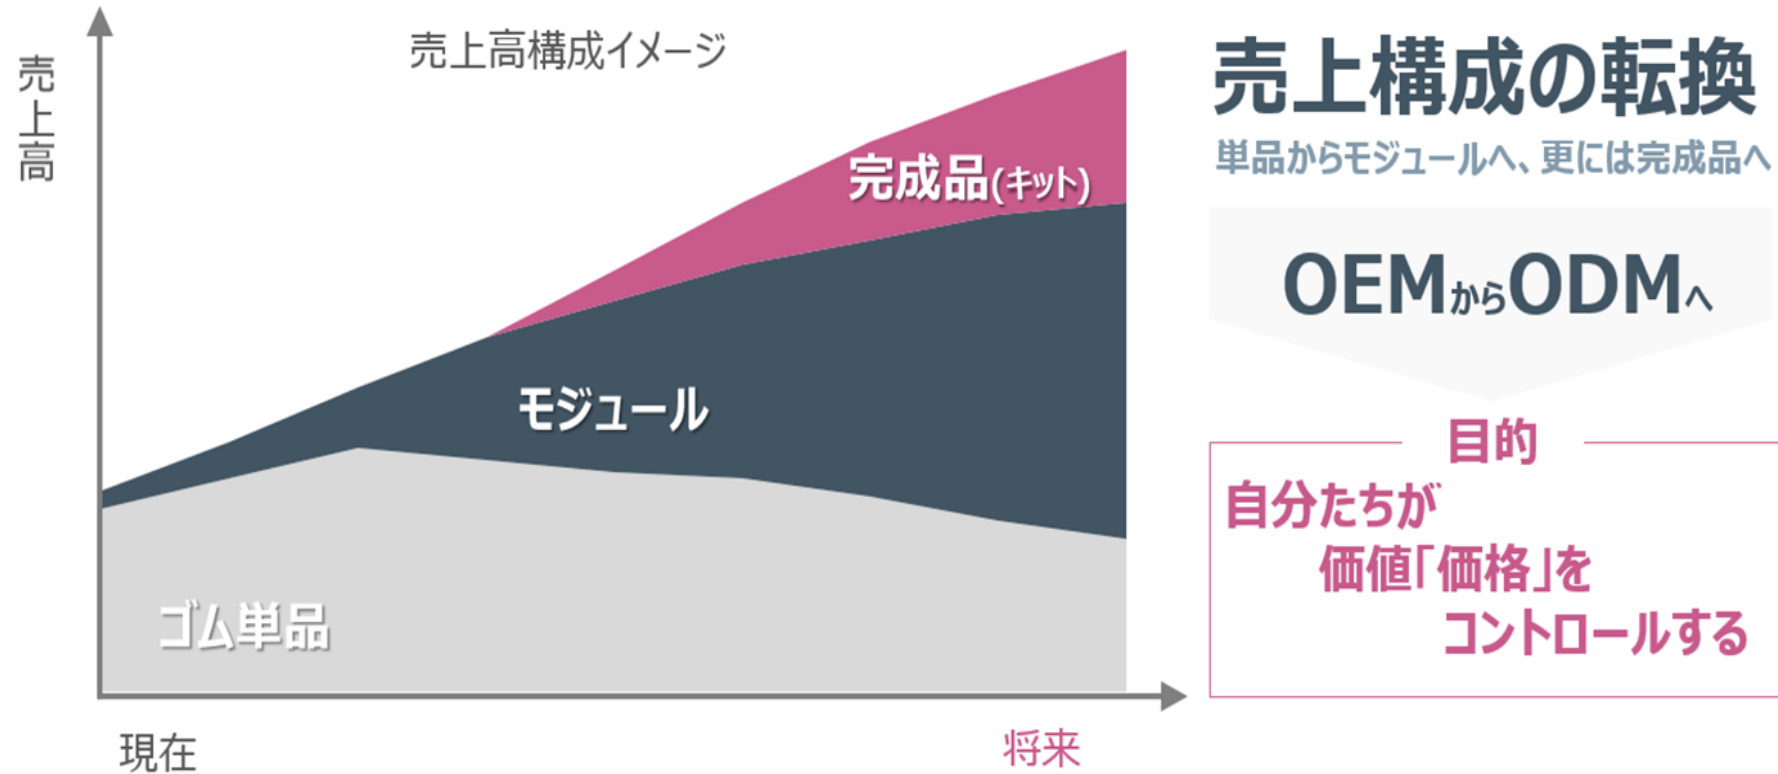 売上高構成イメージ
売上高
完成品(キット)
モジュール
ゴム単品
現在
将来
売上構成の転換
単品からモジュールへ、更には完成品へ
OEMからODMへ
目的
自分たちが
価値「価格」を
コントロールする